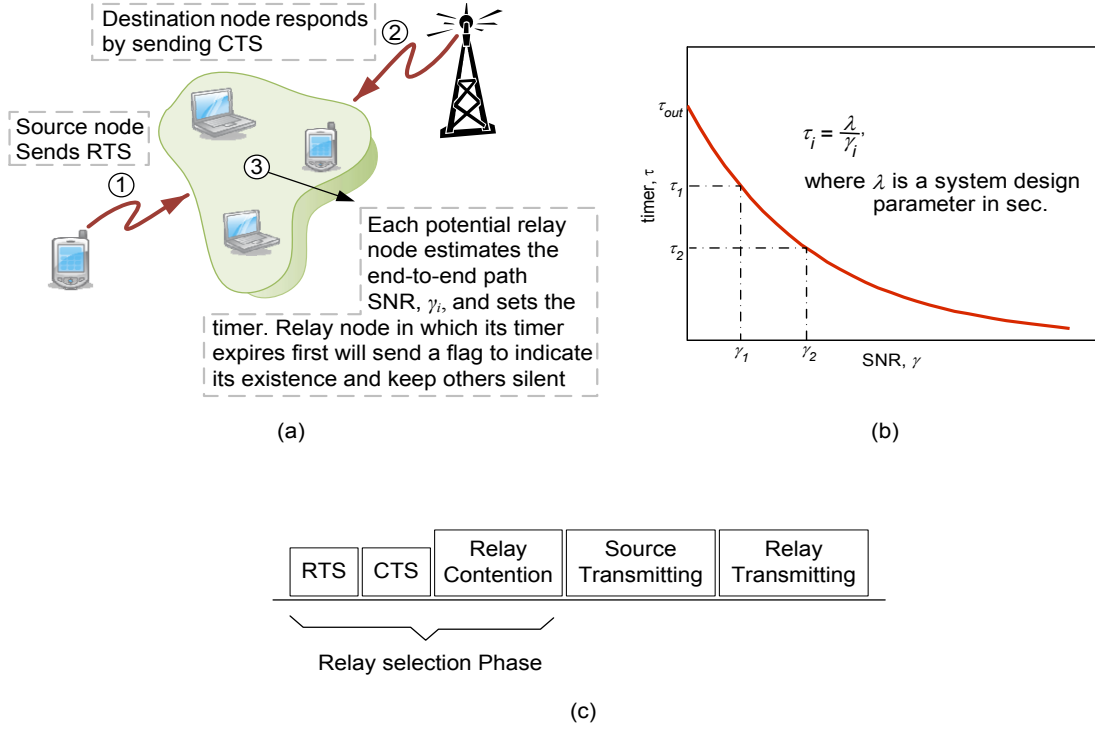 Destination node responds
by sending CTS
②
Source node
Sends RTS
①
③
Each potential relay
node estimates the
end-to-end path
SNR, γi, and sets the
timer. Relay node in which its timer
expires first will send a flag to indicate
its existence and keep others silent
(a)
timer, τ
τout
τ1
τ2
τi = λ/γi,
where λ is a system design
parameter in sec.
γ1
γ2
SNR, γ
(b)
RTS
CTS
Relay
Contention
Source
Transmitting
Relay
Transmitting
Relay selection Phase
(c)